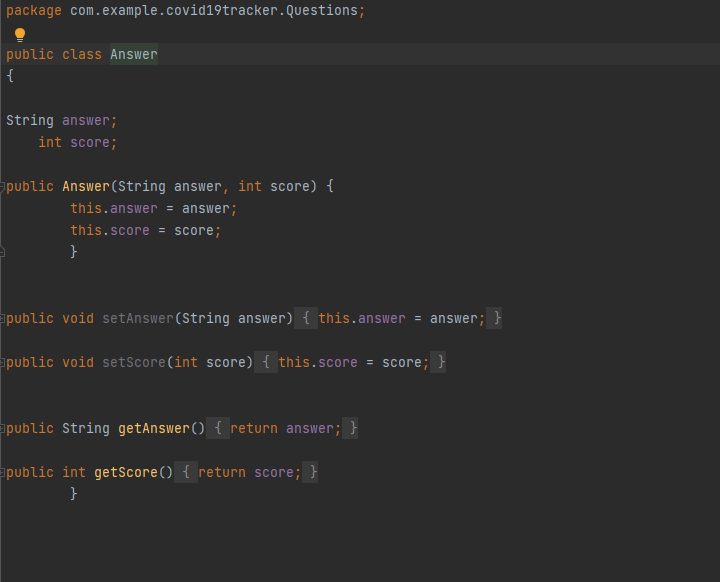 package com.example.covid19tracker.Questions;
public class Answer
{
String answer;
int score;
public Answer(String answer, int score) {
this.answer = answer;
this.score = score;
}
public void setAnswer(String answer) { this.answer = answer; }
public void setScore(int score) { this.score = score; }
public String getAnswer() { return answer; }
public int getScore() { return score; }
}